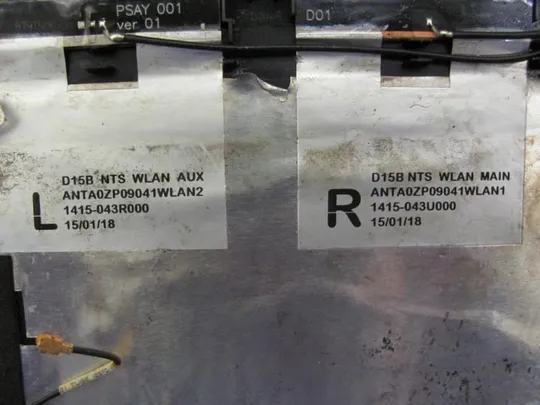 PSAY 001
ver 01
D01
L
D15B NTS WLAN AUX
ANTA0ZP09041WLAN2
1415-043R000
15/01/18
R
D15B NTS WLAN MAIN
ANTA0ZP09041WLAN1
1415-043U000
15/01/18